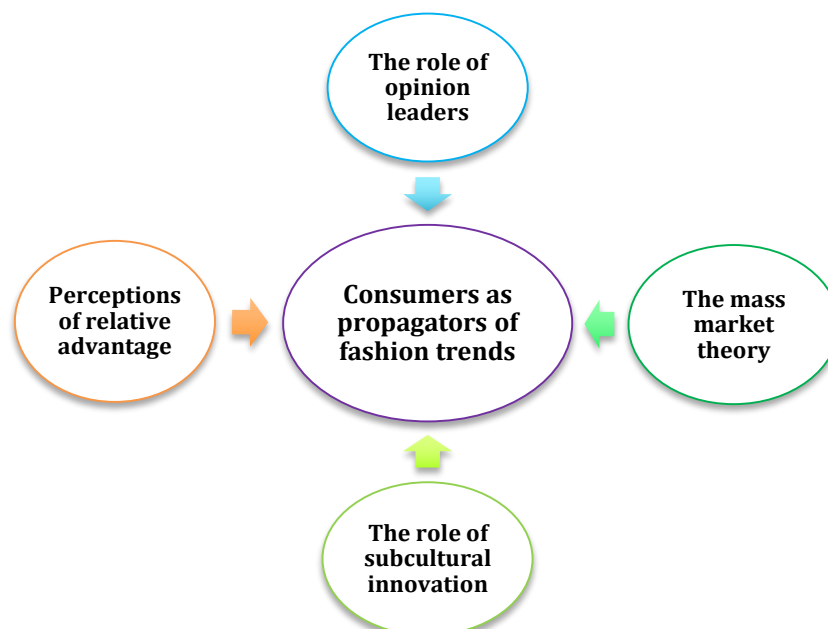 The role of
opinion
leaders
Perceptions
of relative
advantage
Consumers as
propagators of
fashion trends
The mass
market
theory
The role of
subcultural
innovation